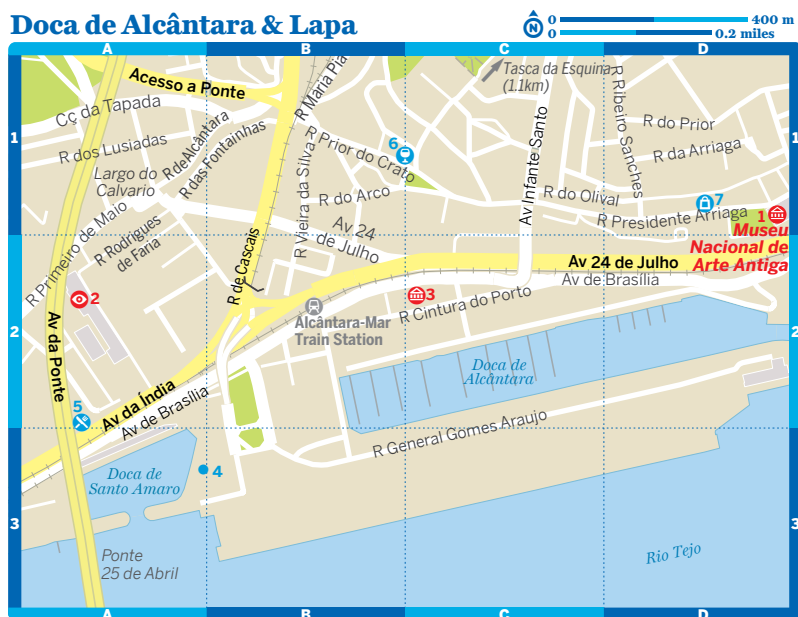 Doca de Alcântara & Lapa
N
0 400 m
0 0.2 miles
A B C D
Acesso a Ponte
R Maria Pia
Tasca da Esquina
(1.1km)
Cç da Tapada
R Ribeiro Sanches
R do Prior
1
1
R dos Lusiadas
R de Alcântara
R das Fontainhas
R Prior do Crato
6
R da Arriaga
Largo do
Calvario
R Vieira da Silva
R do Arco
Av Infante Santo
R do Olival
7
R Presidente Arriaga
1
Museu
Nacional de
Arte Antiga
R Primeiro de Maio
R Rodrigues
de Faria
R de Cascais
Av 24
de Julho
Av 24 de Julho
Av de Brasília
2
3
R Cintura do Porto
Alcântara-Mar
Train Station
2
2
Av da Ponte
Doca de
Alcântara
5
Av da Índia
Av de Brasília
R General Gomes Araujo
Doca de
Santo Amaro
4
3
3
Ponte
25 de Abril
Rio Tejo
A B C D